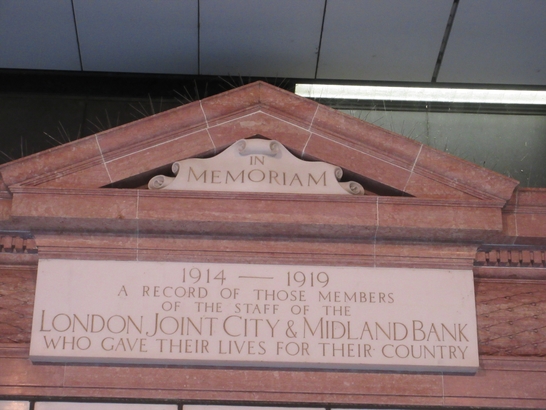 IN
MEMORIAM
1914 — 1919
A RECORD OF THOSE MEMBERS
OF THE STAFF OF THE
LONDON JOINT CITY & MIDLAND BANK
WHO GAVE THEIR LIVES FOR THEIR COUNTRY